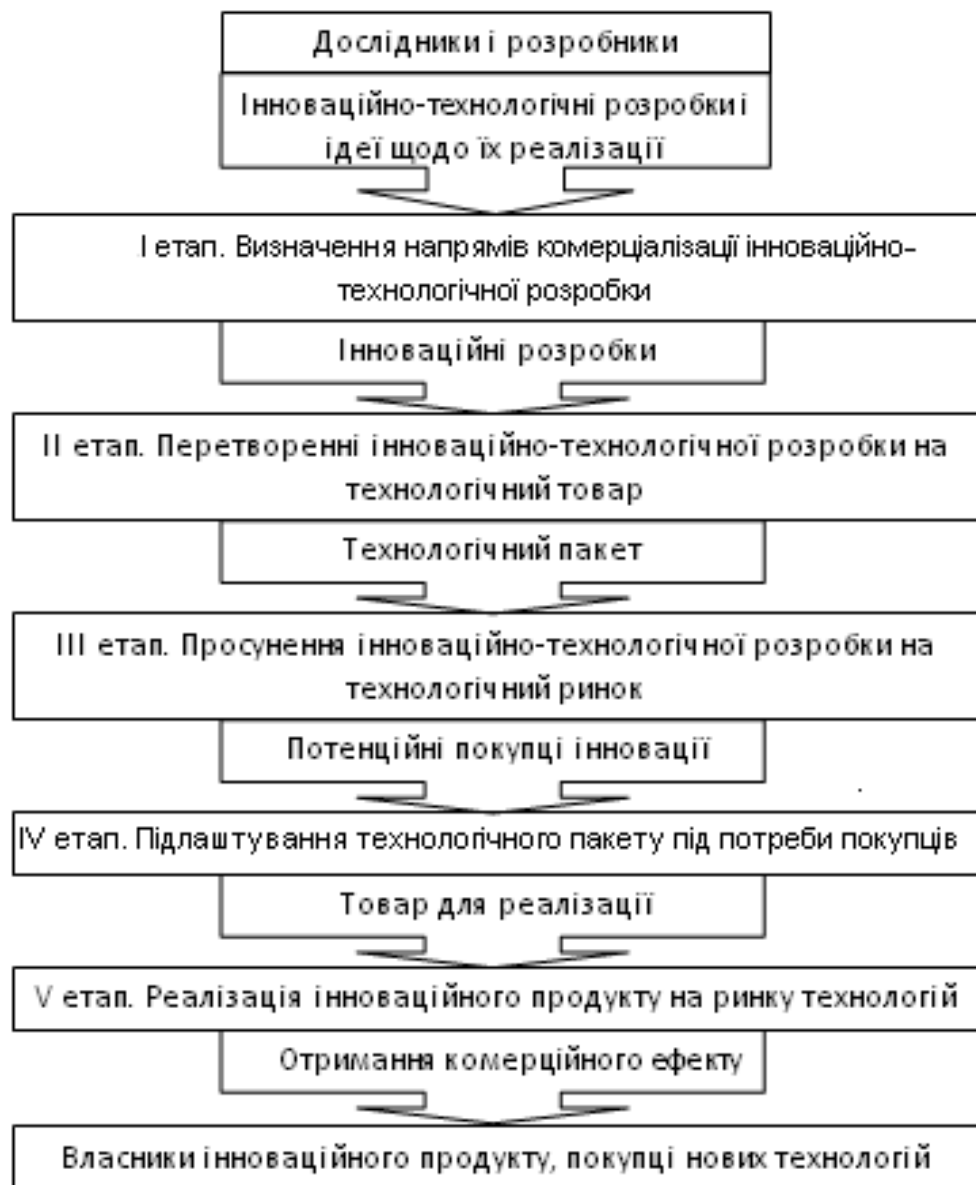 Дослідники і розробники
Інноваційно-технологічні розробки і
ідеї щодо їх реалізації
І етап. Визначення напрямів комерціалізації інноваційно-
технологічної розробки
Інноваційні розробки
ІІ етап. Перетворенні інноваційно-технологічної розробки на
технологічний товар
Технологічний пакет
ІІІ етап. Просунення інноваційно-технологічної розробки на
технологічний ринок
Потенційні покупці інновації
IV етап. Підлаштування технологічного пакету під потреби покупців
Товар для реалізації
V етап. Реалізація інноваційного продукту на ринку технологій
Отримання комерційного ефекту
Власники інноваційного продукту, покупці нових технологій